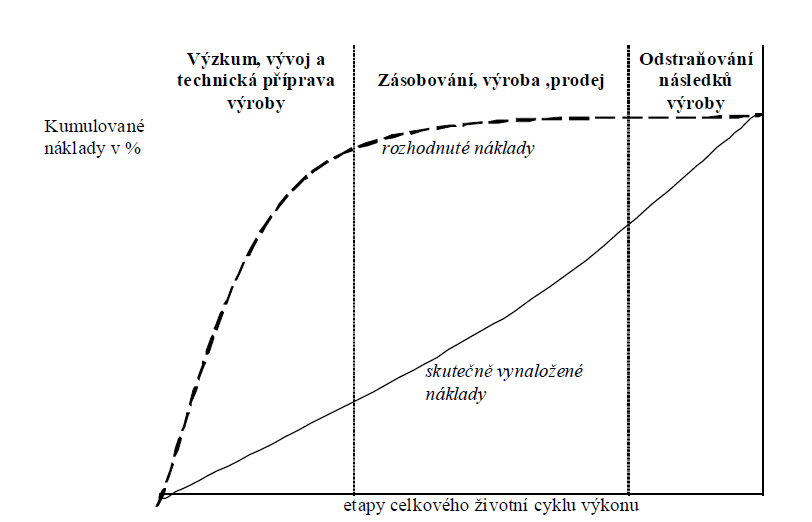 Výzkum, vývoj a
technická příprava
výroby
Zásobování, výroba ,prodej
Odstraňování
následků
výroby
Kumulované
náklady v %
rozhodnuté náklady
skutečně vynaložené
náklady
etapy celkového životní cyklu výkonu